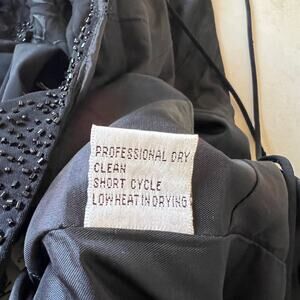 PROFESSIONAL DRY
CLEAN
SHORT CYCLE
LOW HEAT IN DRYING